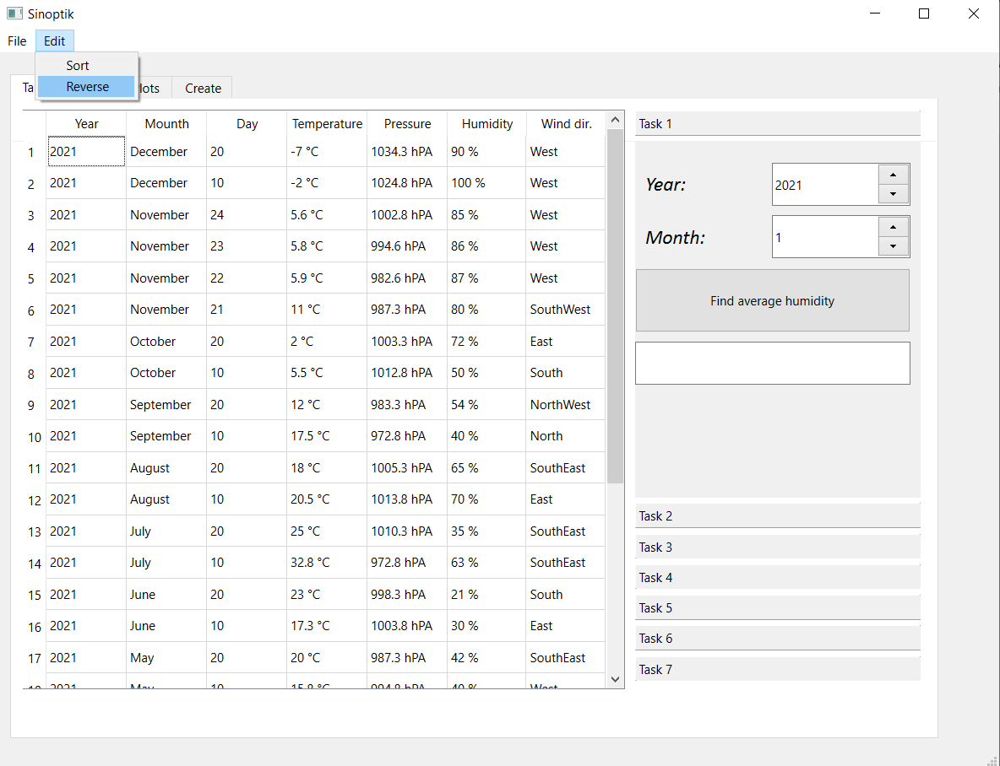 Sinoptik
File Edit
Sort
Reverse
Ta lots Create
Year Mounth Day Temperature Pressure Humidity Wind dir.
1 2021 December 20 -7 °C 1034.3 hPA 90 % West
2 2021 December 10 -2 °C 1024.8 hPA 100 % West
3 2021 November 24 5.6 °C 1002.8 hPA 85 % West
4 2021 November 23 5.8 °C 994.6 hPA 86 % West
5 2021 November 22 5.9 °C 982.6 hPA 87 % West
6 2021 November 21 11 °C 987.3 hPA 80 % SouthWest
7 2021 October 20 2 °C 1003.3 hPA 72 % East
8 2021 October 10 5.5 °C 1012.8 hPA 50 % South
9 2021 September 20 12 °C 983.3 hPA 54 % NorthWest
10 2021 September 10 17.5 °C 972.8 hPA 40 % North
11 2021 August 20 18 °C 1005.3 hPA 65 % SouthEast
12 2021 August 10 20.5 °C 1013.8 hPA 70 % East
13 2021 July 20 25 °C 1010.3 hPA 35 % SouthEast
14 2021 July 10 32.8 °C 972.8 hPA 63 % SouthEast
15 2021 June 20 23 °C 998.3 hPA 21 % South
16 2021 June 10 17.3 °C 1003.8 hPA 30 % East
17 2021 May 20 20 °C 987.3 hPA 42 % SouthEast
2021 May 10 West
Task 1
Year: 2021
Month: 1
Find average humidity
Task 2
Task 3
Task 4
Task 5
Task 6
Task 7